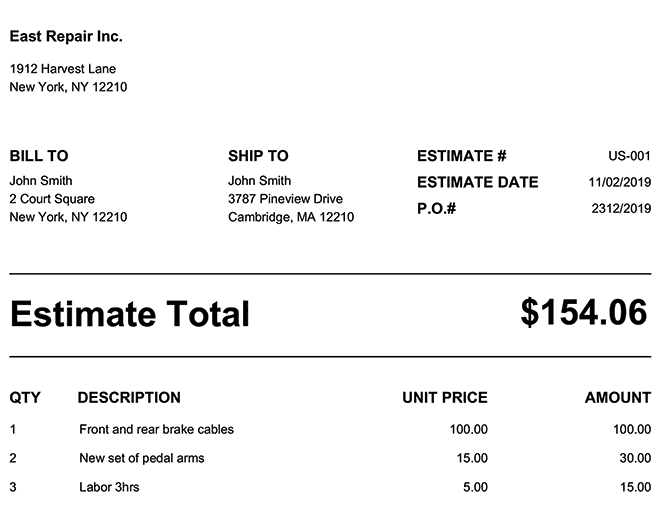 East Repair Inc.
1912 Harvest Lane
New York, NY 12210
BILL TO
John Smith
2 Court Square
New York, NY 12210
SHIP TO
John Smith
3787 Pineview Drive
Cambridge, MA 12210
ESTIMATE # US-001
ESTIMATE DATE 11/02/2019
P.O.# 2312/2019
Estimate Total $154.06
QTY DESCRIPTION UNIT PRICE AMOUNT
1 Front and rear brake cables 100.00 100.00
2 New set of pedal arms 15.00 30.00
3 Labor 3hrs 5.00 15.00